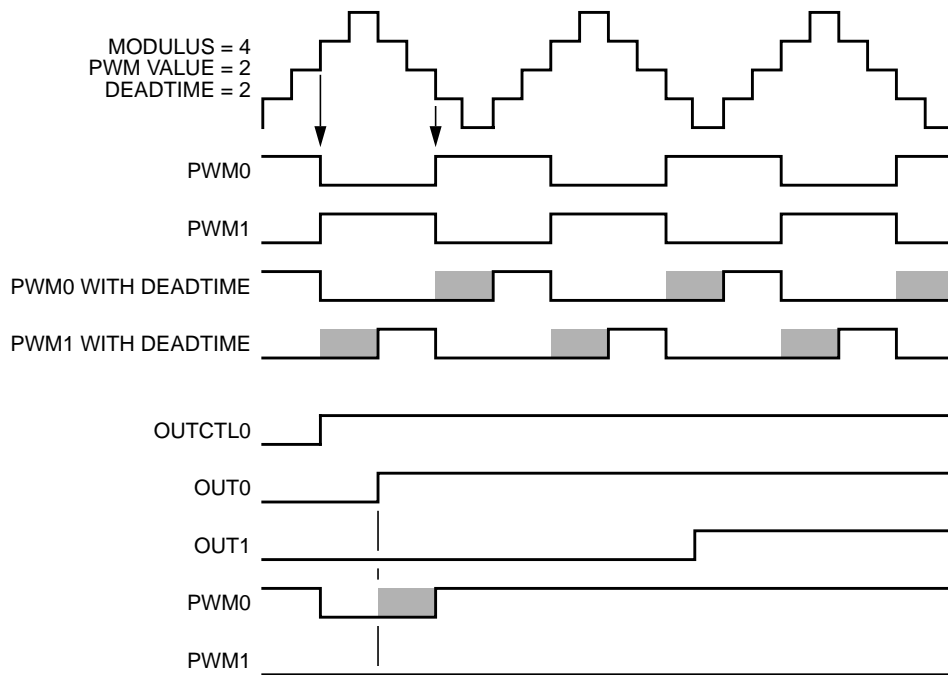 MODULUS = 4
PWM VALUE = 2
DEADTIME = 2
PWM0
PWM1
PWM0 WITH DEADTIME
PWM1 WITH DEADTIME
OUTCTL0
OUT0
OUT1
PWM0
PWM1